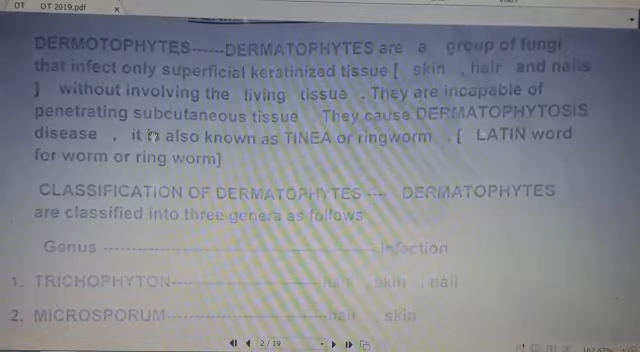 OT OT 2019.pdf x
DERMOTOPHYTES------DERMATOPHYTES are a group of fungi
that infect only superficial keratinized tissue [ skin , hair and nails
] without involving the living tissue . They are incapable of
penetrating subcutaneous tissue They cause DERMATOPHYTOSIS
disease , it is also known as TINEA or ringworm . [ LATIN word
for worm or ring worm]
CLASSIFICATION OF DERMATOPHYTES ---- DERMATOPHYTES
are classified into three genera as follows
Genus ------------------------------------------infection
1. TRICHOPHYTON------------------------hair , skin , nail
2. MICROSPORUM--------------------------hair , skin
2 / 19